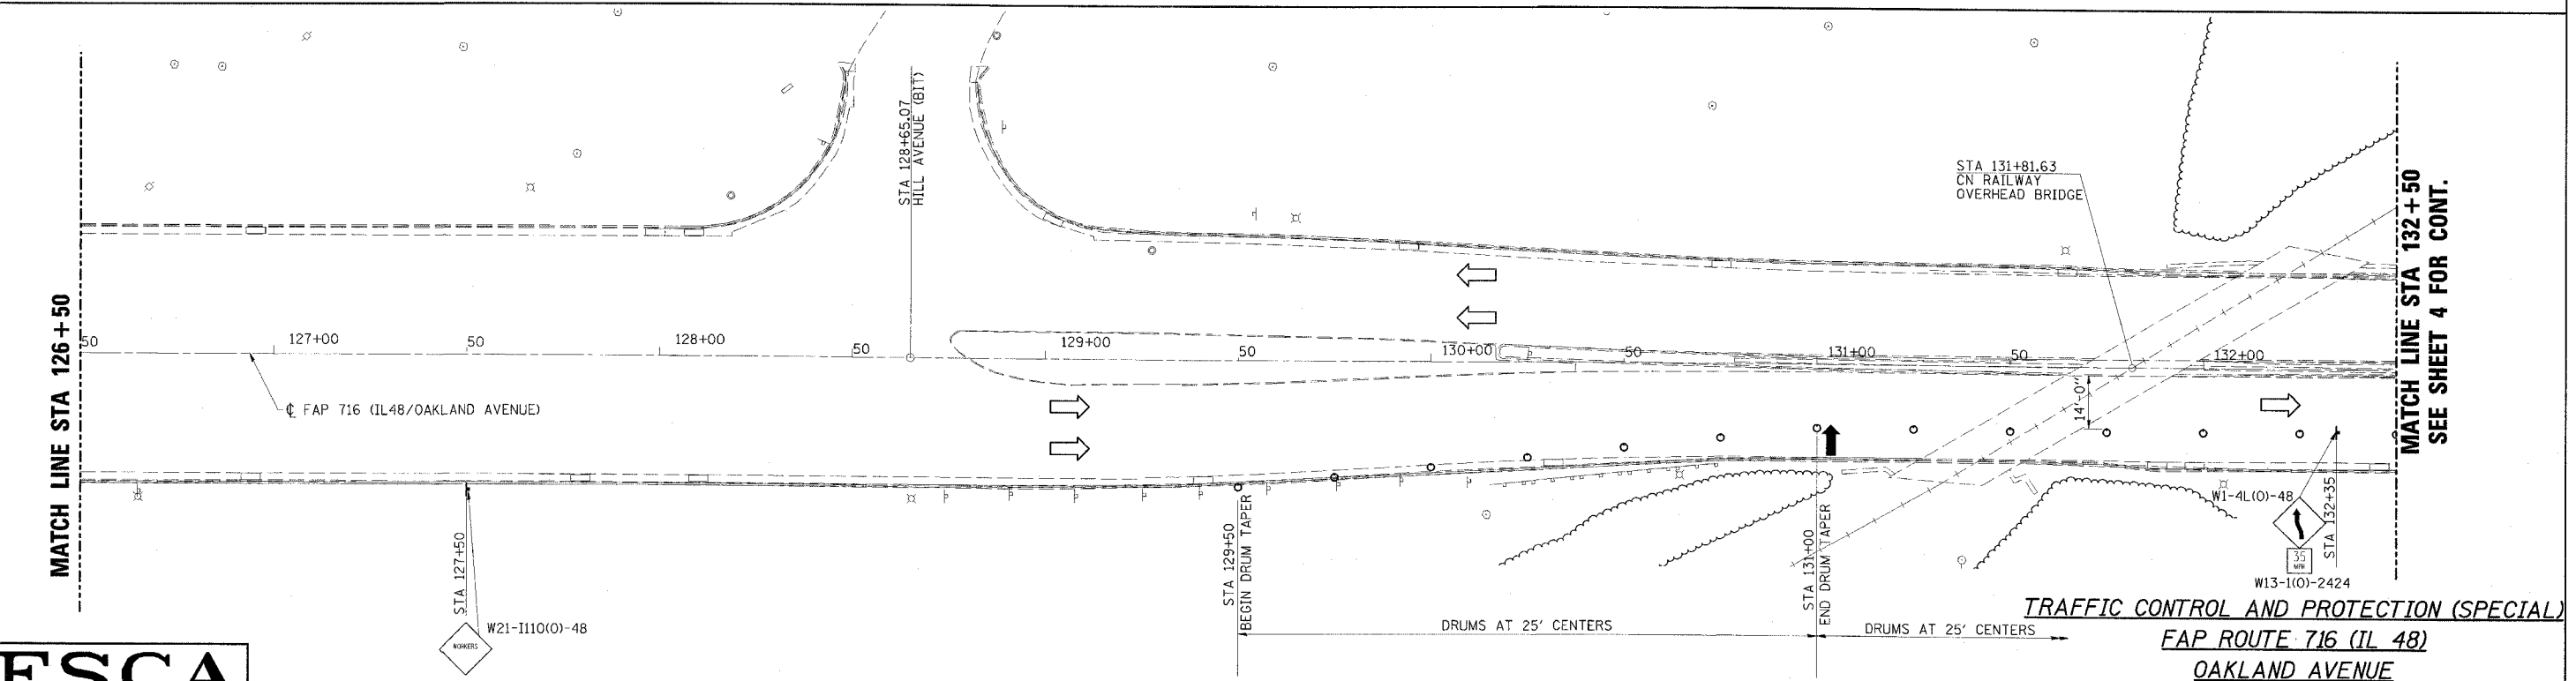 MATCH LINE STA 126+50
50
127+00
50
128+00
50
129+00
50
130+00
50
131+00
50
132+00
STA 128+65.07
HILL AVENUE (BIT)
STA 131+81.63
CN RAILWAY
OVERHEAD BRIDGE
MATCH LINE STA 132+50
SEE SHEET 4 FOR CONT.
℄ FAP 716 (IL48/OAKLAND AVENUE)
14'-0"
STA 127+50
W21-I110(O)-48
WORKERS
STA 129+50
BEGIN DRUM TAPER
DRUMS AT 25' CENTERS
STA 131+00
END DRUM TAPER
DRUMS AT 25' CENTERS
W1-4L(O)-48
STA 132+35
35
MPH
W13-1(O)-2424
TRAFFIC CONTROL AND PROTECTION (SPECIAL)
FAP ROUTE 716 (IL 48)
OAKLAND AVENUE
ESCA